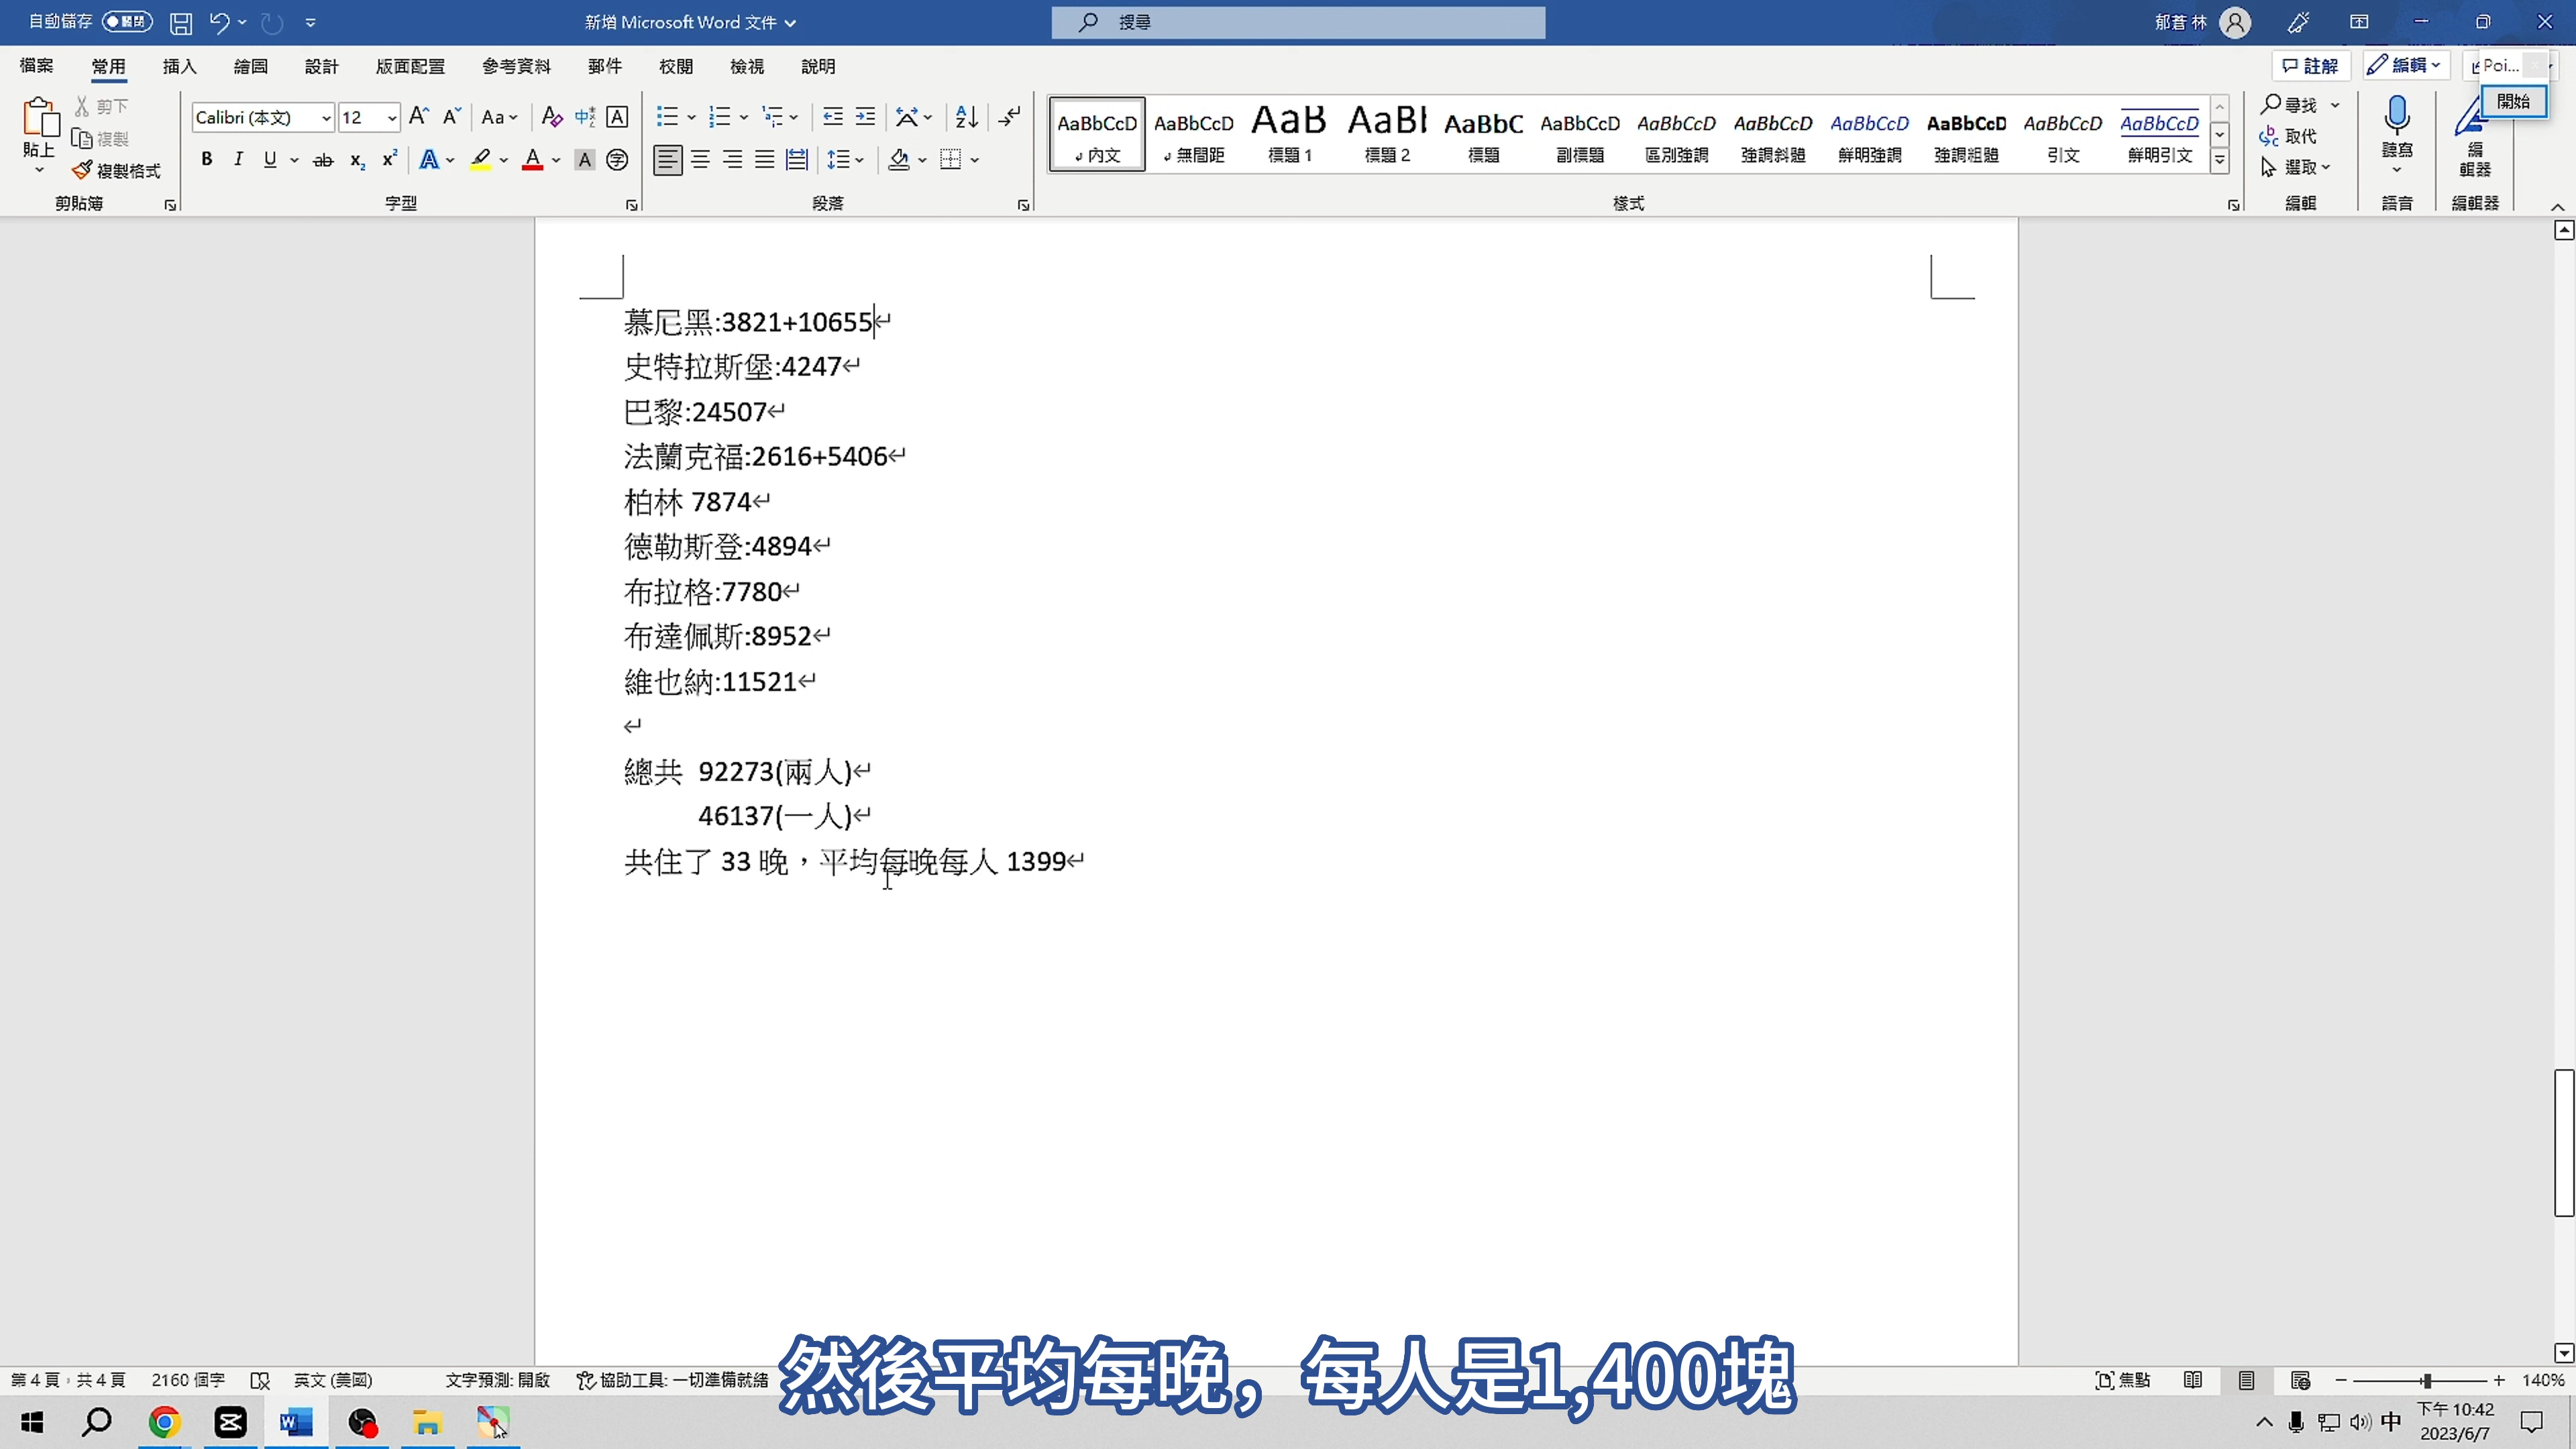 自動儲存 關閉 新增 Microsoft Word 文件 搜尋 郁蒼 林
檔案 常用 插入 繪圖 設計 版面配置 參考資料 郵件 校閱 檢視 說明 註解 編輯 Poi...
開始
貼上 剪下 複製 複製格式 剪貼簿
Calibri (本文) 12 字型
段落
AaBbCcD AaBbCcD AaB AaBl AaBbC AaBbCcD AaBbCcD AaBbCcD AaBbCcD AaBbCcD AaBbCcD AaBbCcD
內文 無間距 標題 1 標題 2 標題 副標題 區別強調 強調斜體 鮮明強調 強調粗體 引文 鮮明引文
樣式
尋找 取代 選取 編輯
聽寫 語音
編輯器 編輯器
慕尼黑:3821+10655
史特拉斯堡:4247
巴黎:24507
法蘭克福:2616+5406
柏林 7874
德勒斯登:4894
布拉格:7780
布達佩斯:8952
維也納:11521
總共 92273(兩人)
46137(一人)
共住了 33 晚，平均每晚每人 1399
然後平均每晚，每人是1,400塊
第 4 頁，共 4 頁 2160 個字 英文 (美國) 文字預測: 開啟 協助工具: 一切準備就緒 焦點 140%
中 下午 10:42
2023/6/7